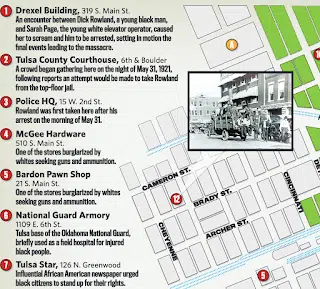 1 Drexel Building, 319 S. Main St.
An encounter between Dick Rowland, a young black man,
and Sarah Page, the young white elevator operator, caused
her to scream and him to be arrested, setting in motion the
final events leading to the massacre.
2 Tulsa County Courthouse, 6th & Boulder
A crowd began gathering here on the night of May 31, 1921,
following reports an attempt would be made to take Rowland
from the top-floor jail.
3 Police HQ, 15 W. 2nd St.
Rowland was first taken here after his
arrest on the morning of May 31.
4 McGee Hardware
510 S. Main St.
One of the stores burglarized by
whites seeking guns and ammunition.
5 Bardon Pawn Shop
21 S. Main St.
One of the stores burglarized by whites
seeking guns and ammunition.
6 National Guard Armory
1109 E. 6th St.
Tulsa base of the Oklahoma National Guard,
briefly used as a field hospital for injured
black people.
7 Tulsa Star, 126 N. Greenwood
Influential African American newspaper urged
black citizens to stand up for their rights.
CAMERON ST.
12
BRADY ST.
ARCHER ST.
CHEYENNE
CINCINNATI
DETROIT
5